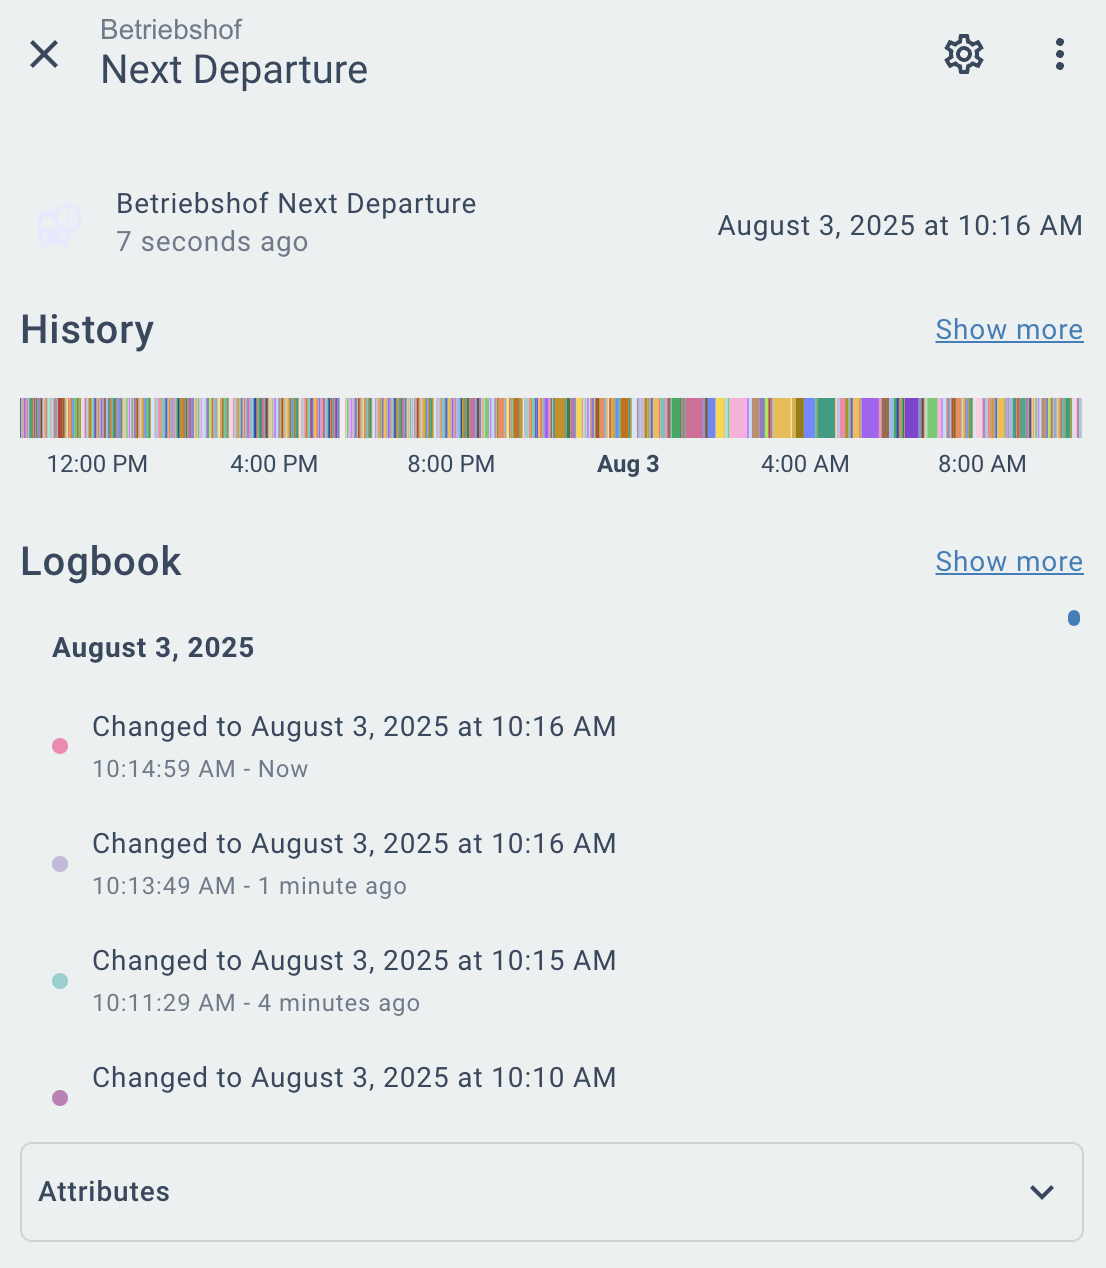 Betriebshof
Next Departure
Betriebshof Next Departure
7 seconds ago
August 3, 2025 at 10:16 AM
History
Show more
12:00 PM
4:00 PM
8:00 PM
Aug 3
4:00 AM
8:00 AM
Logbook
Show more
August 3, 2025
Changed to August 3, 2025 at 10:16 AM
10:14:59 AM - Now
Changed to August 3, 2025 at 10:16 AM
10:13:49 AM - 1 minute ago
Changed to August 3, 2025 at 10:15 AM
10:11:29 AM - 4 minutes ago
Changed to August 3, 2025 at 10:10 AM
Attributes